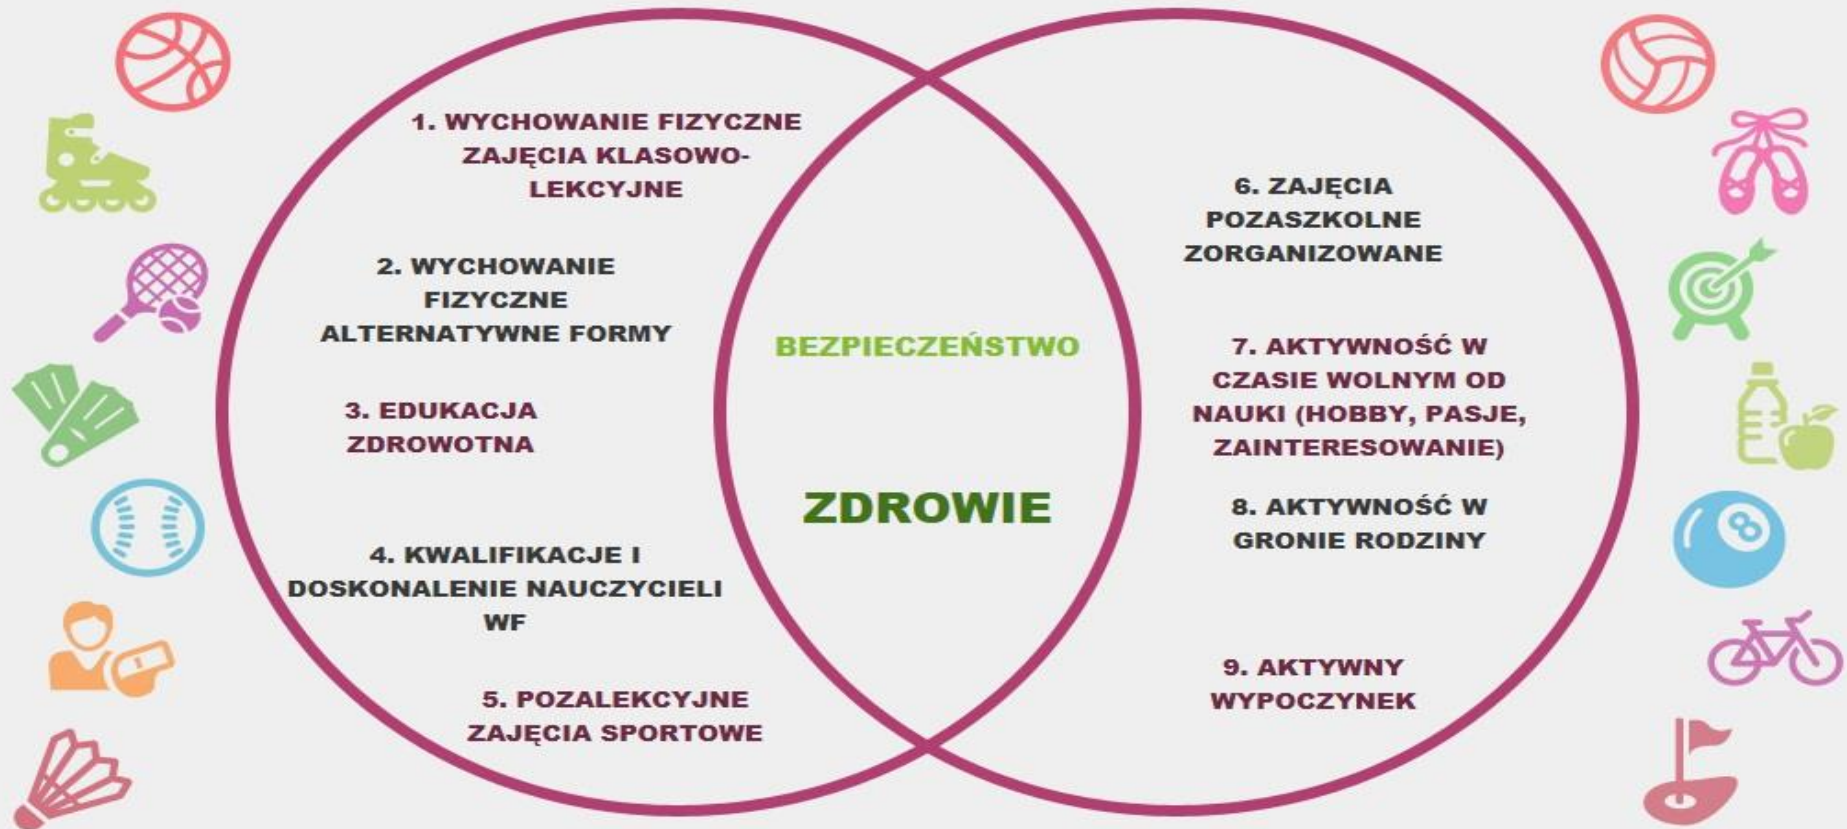 1. WYCHOWANIE FIZYCZNE
ZAJĘCIA KLASOWO-
LEKCYJNE
2. WYCHOWANIE
FIZYCZNE
ALTERNATYWNE FORMY
3. EDUKACJA
ZDROWOTNA
4. KWALIFIKACJE I
DOSKONALENIE NAUCZYCIELI
WF
5. POZALEKCYJNE
ZAJĘCIA SPORTOWE
BEZPIECZEŃSTWO
ZDROWIE
6. ZAJĘCIA
POZASZKOLNE
ZORGANIZOWANE
7. AKTYWNOŚĆ W
CZASIE WOLNYM OD
NAUKI (HOBBY, PASJE,
ZAINTERESOWANIE)
8. AKTYWNOŚĆ W
GRONIE RODZINY
9. AKTYWNY
WYPOCZYNEK
8